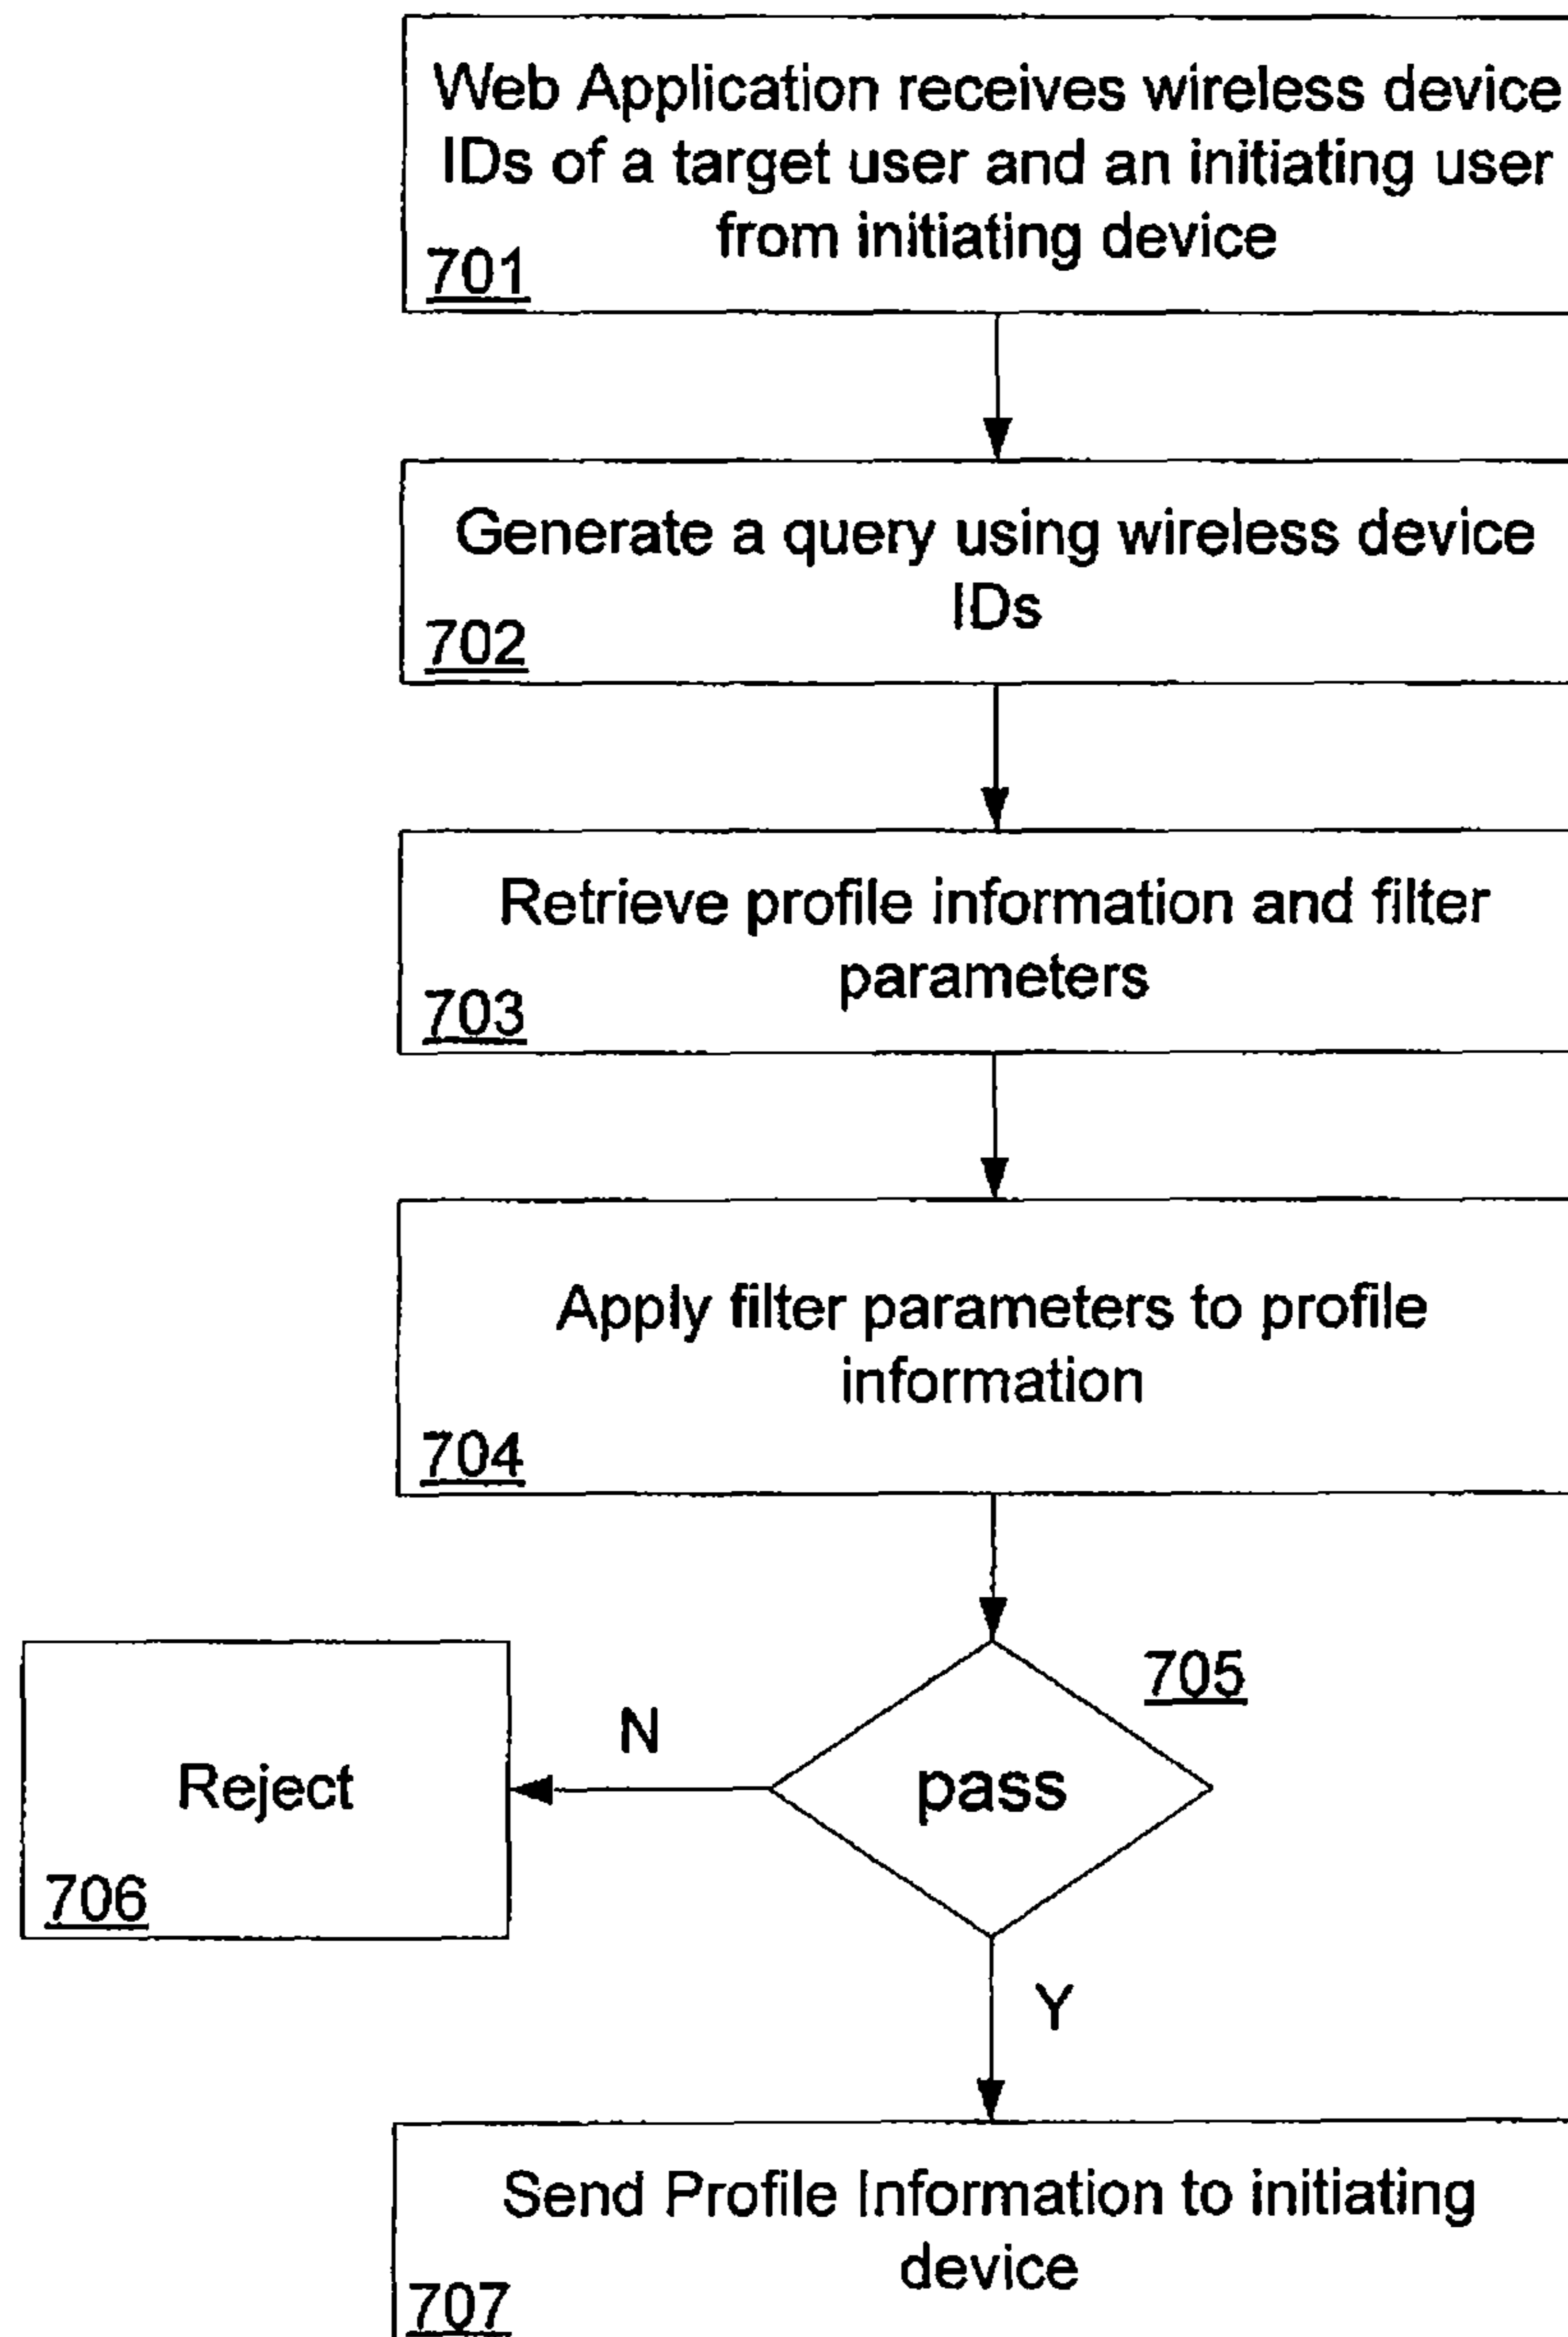 Web Application receives wireless device
IDs of a target user and an initiating user
from initiating device
701
Generate a query using wireless device
IDs
702
Retrieve profile information and filter
parameters
703
Apply filter parameters to profile
information
704
705
N
pass
Reject
706
Y
Send Profile Information to initiating
device
707